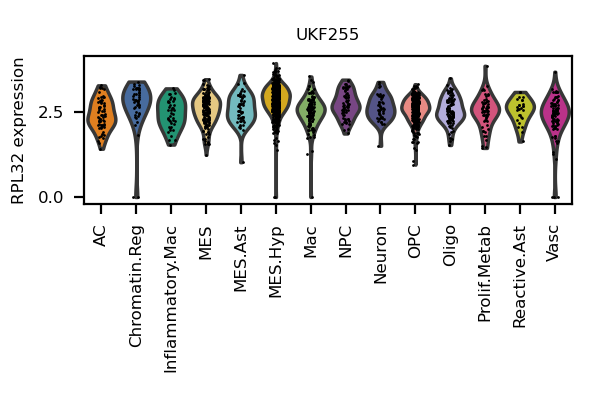 UKF255
RPL32 expression
2.5
0.0
AC
Chromatin.Reg
Inflammatory.Mac
MES
MES.Ast
MES.Hyp
Mac
NPC
Neuron
OPC
Oligo
Prolif.Metab
Reactive.Ast
Vasc